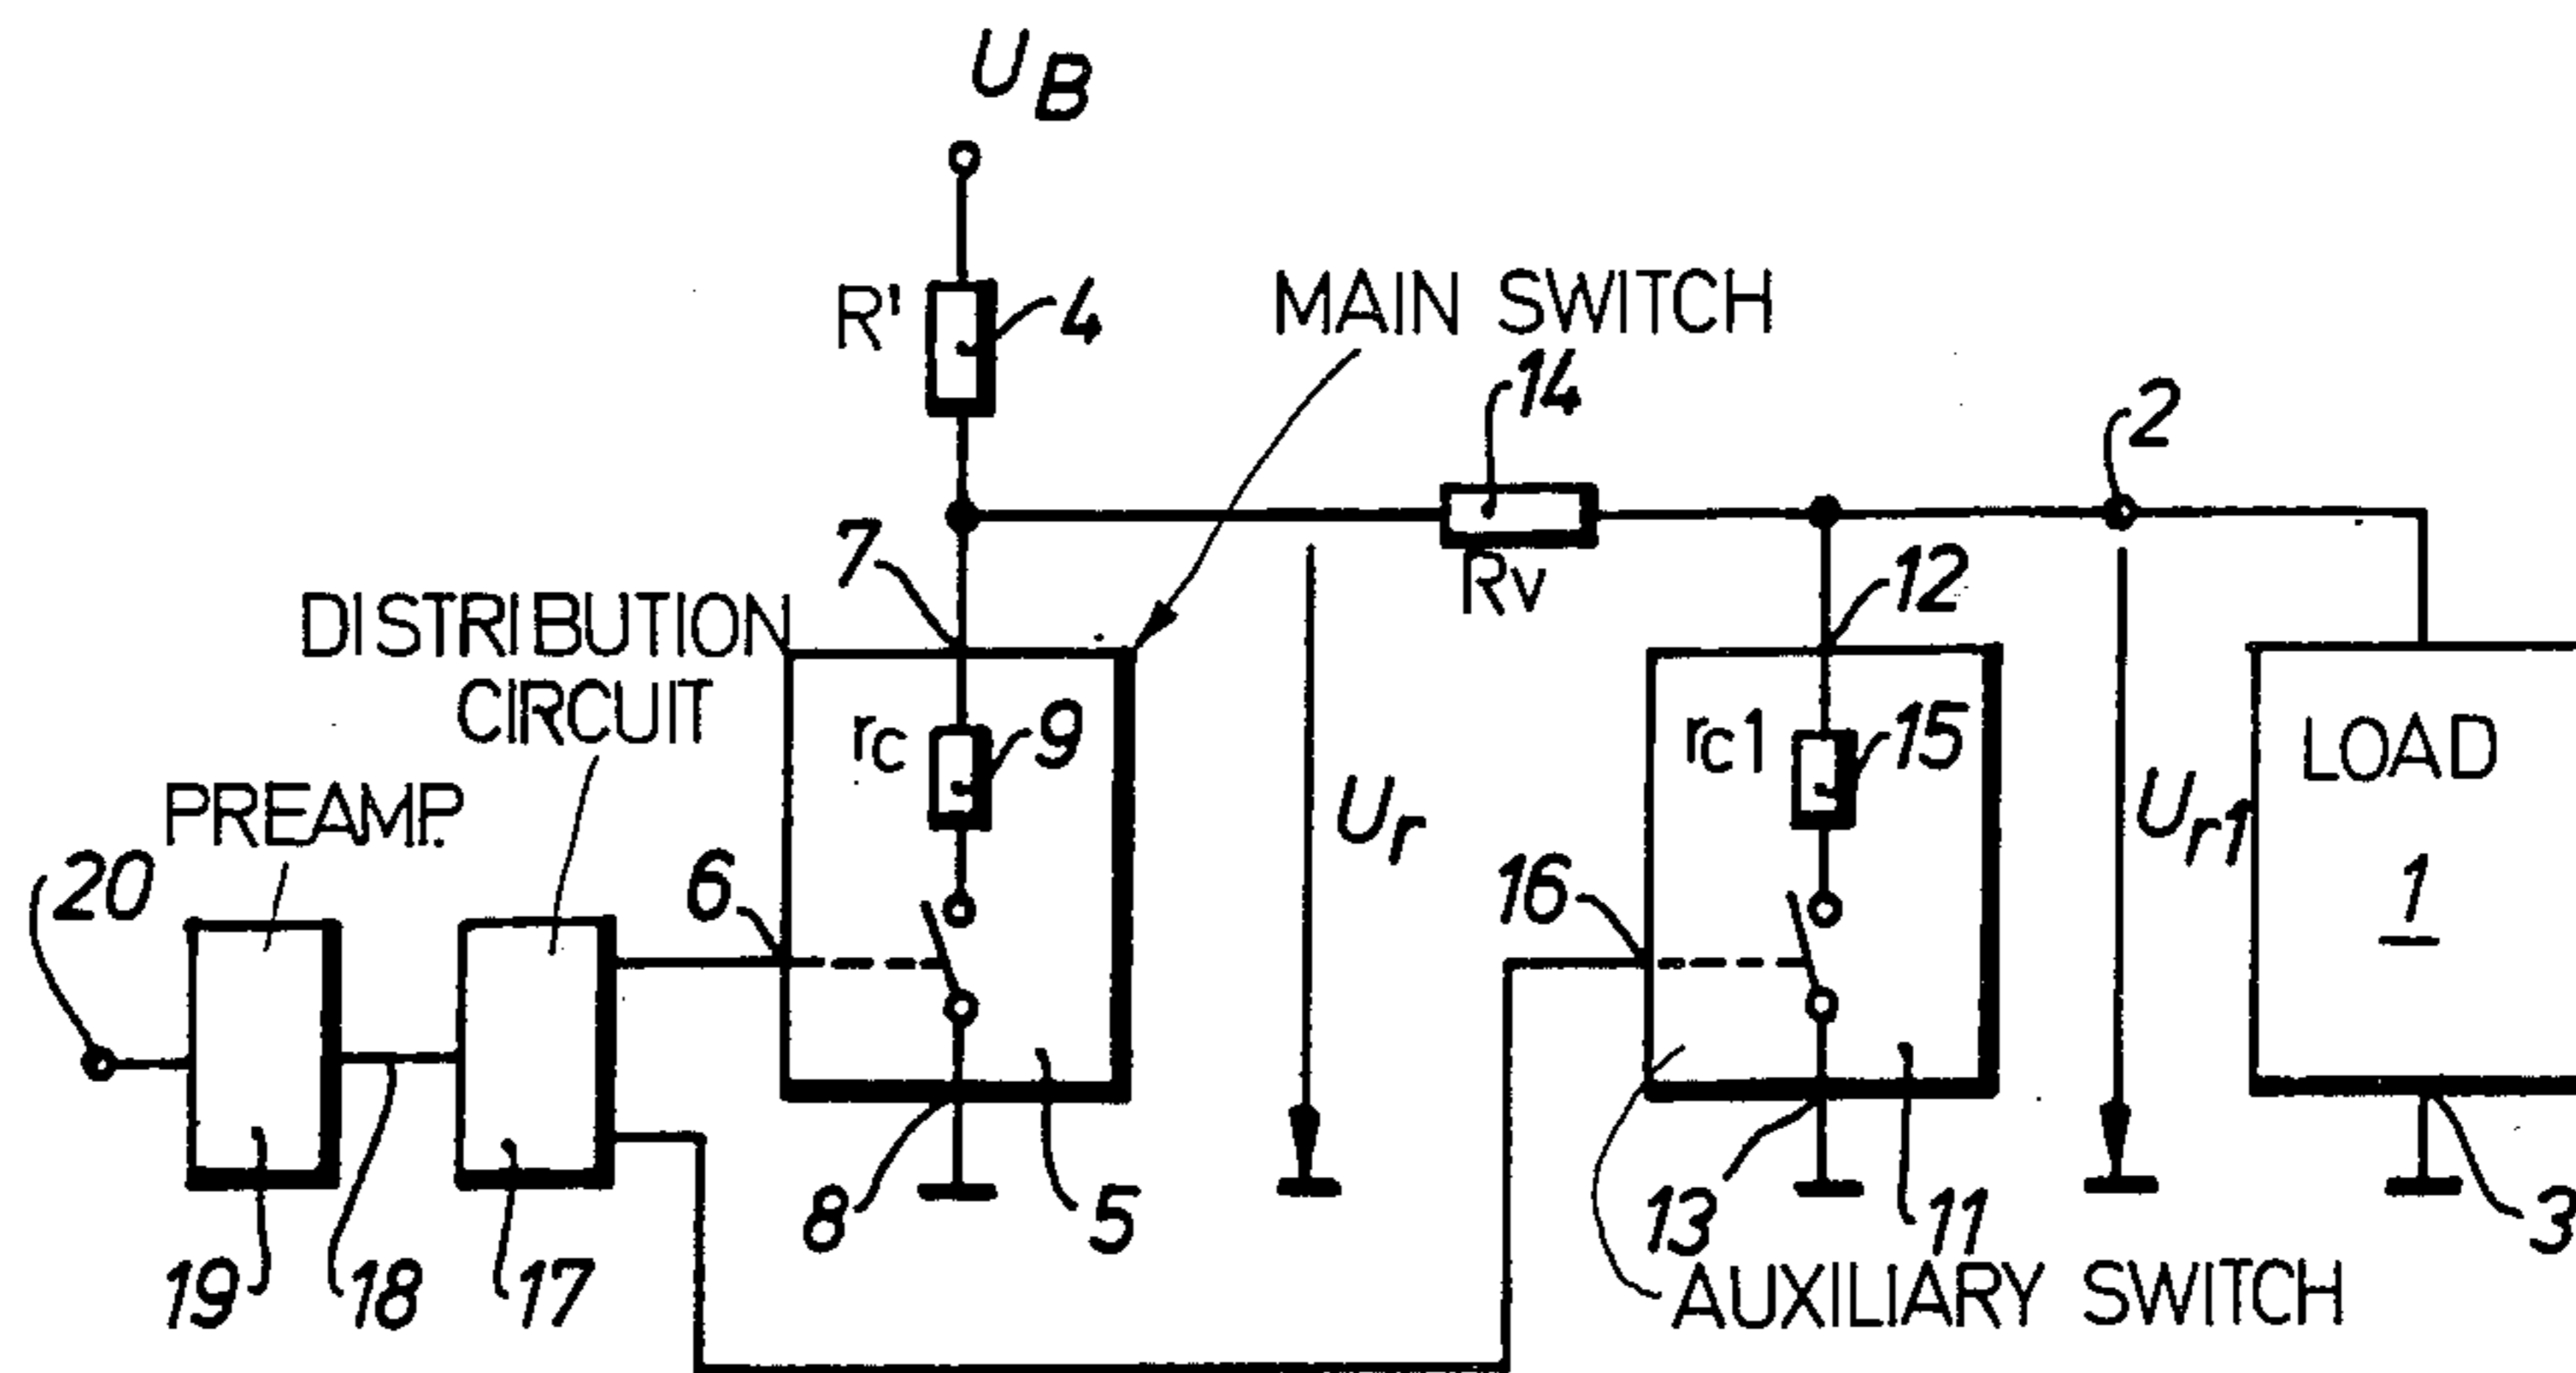 UB
R'
4
MAIN SWITCH
14
2
7
Rv
12
DISTRIBUTION
CIRCUIT
rc
9
rc1
15
LOAD
PREAMP.
Ur
Ur1
20
6
16
1
8
5
13
11
3
19
18
17
AUXILIARY SWITCH